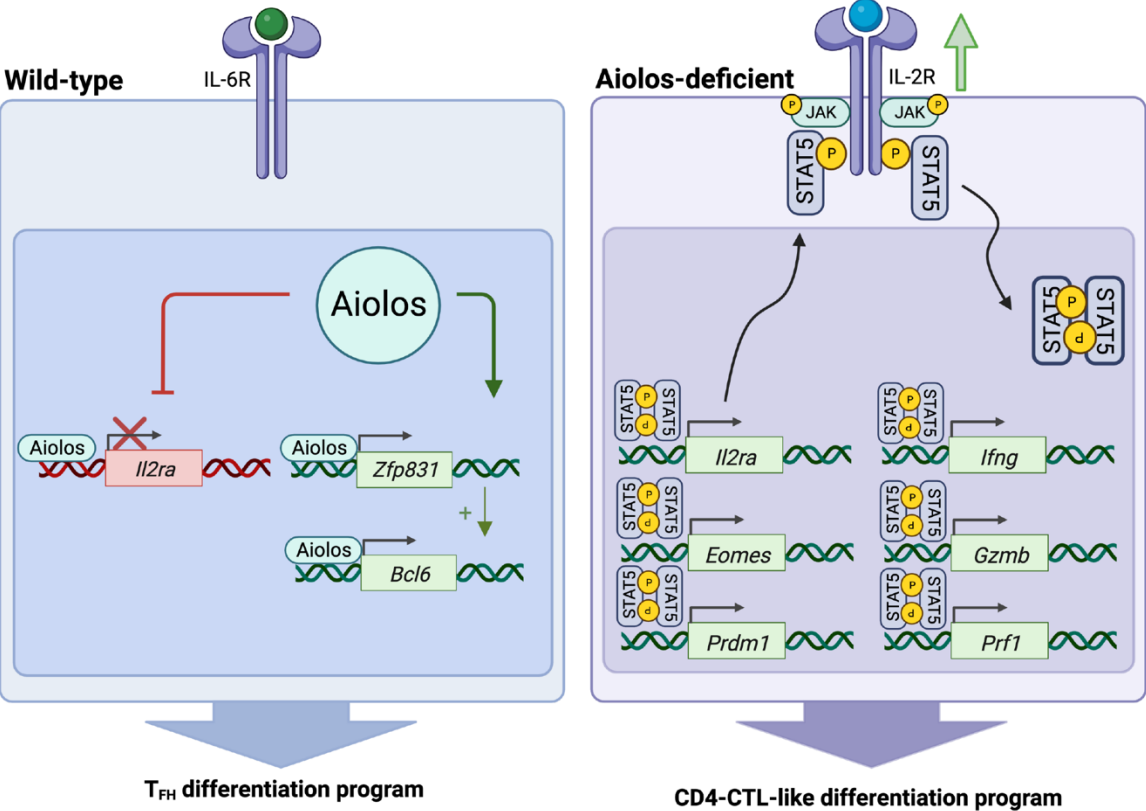 Wild-type
IL-6R
Aiolos
Aiolos
Il2ra
Aiolos
Zfp831
+
Aiolos
Bcl6
TFH differentiation program
Aiolos-deficient
IL-2R
P
JAK
JAK
P
STAT5
P
P
STAT5
STAT5
P
P
STAT5
STAT5
P
P
STAT5
Il2ra
STAT5
P
P
STAT5
Ifng
STAT5
P
P
STAT5
Eomes
STAT5
P
P
STAT5
Gzmb
STAT5
P
P
STAT5
Prdm1
STAT5
P
P
STAT5
Prf1
CD4-CTL-like differentiation program